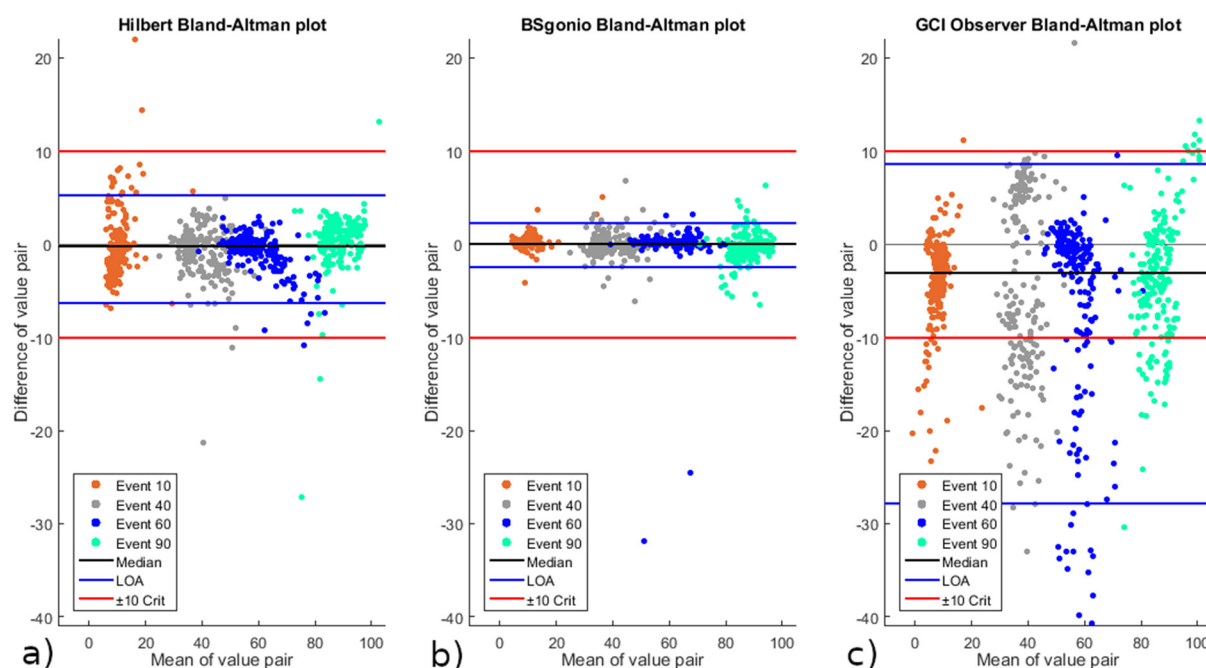 Hilbert Bland-Altman plot
20
10
0
-10
-20
-30
-40
Difference of value pair
Event 10
Event 40
Event 60
Event 90
Median
LOA
±10 Crit
0 20 40 60 80 100
Mean of value pair
a)
BSgonio Bland-Altman plot
20
10
0
-10
-20
-30
-40
Difference of value pair
Event 10
Event 40
Event 60
Event 90
Median
LOA
±10 Crit
0 20 40 60 80 100
Mean of value pair
b)
GCI Observer Bland-Altman plot
20
10
0
-10
-20
-30
-40
Difference of value pair
Event 10
Event 40
Event 60
Event 90
Median
LOA
±10 Crit
0 20 40 60 80 100
Mean of value pair
c)